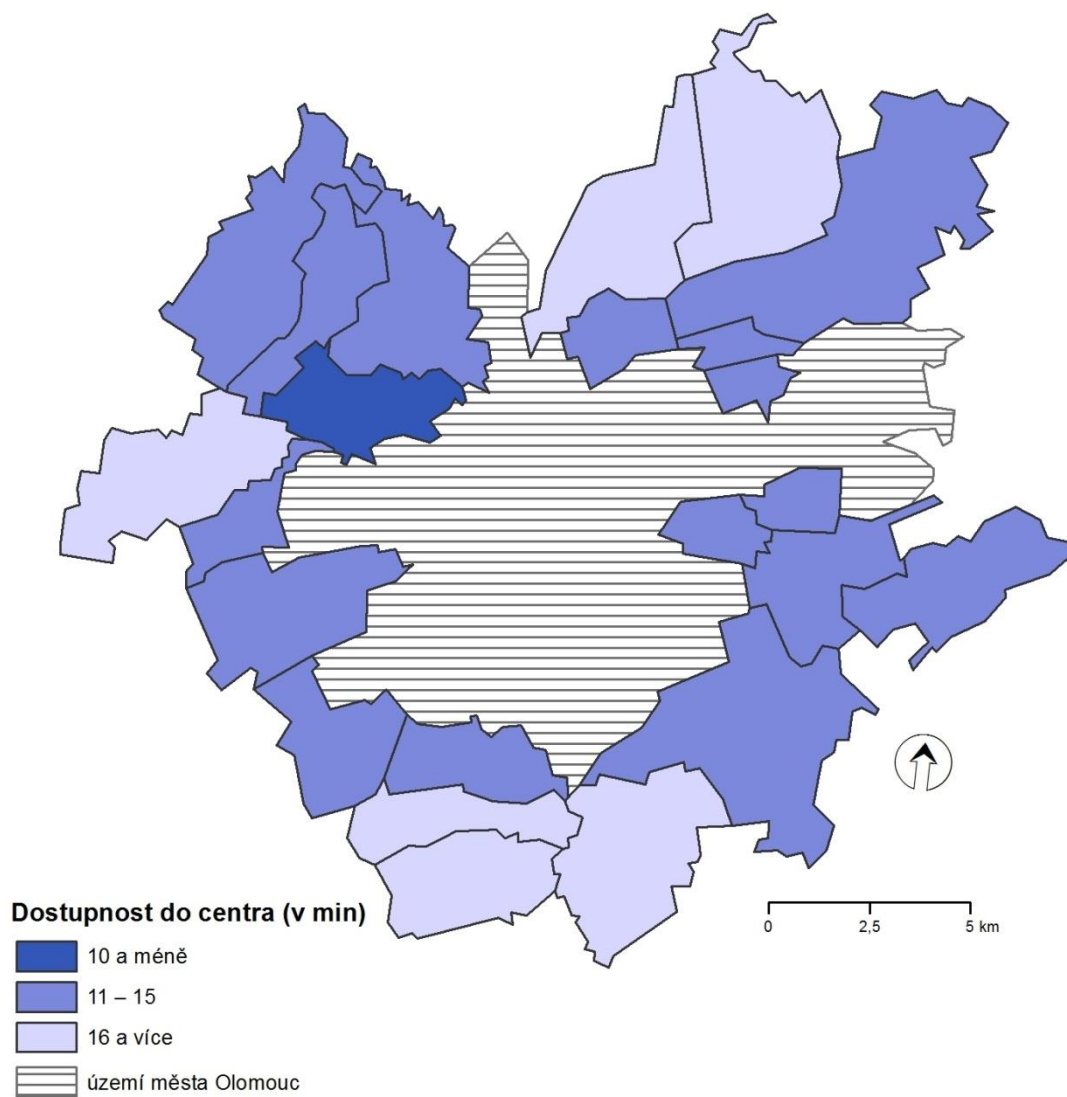 Dostupnost do centra (v min)
10 a méně
11 – 15
16 a více
území města Olomouc
0 2,5 5 km